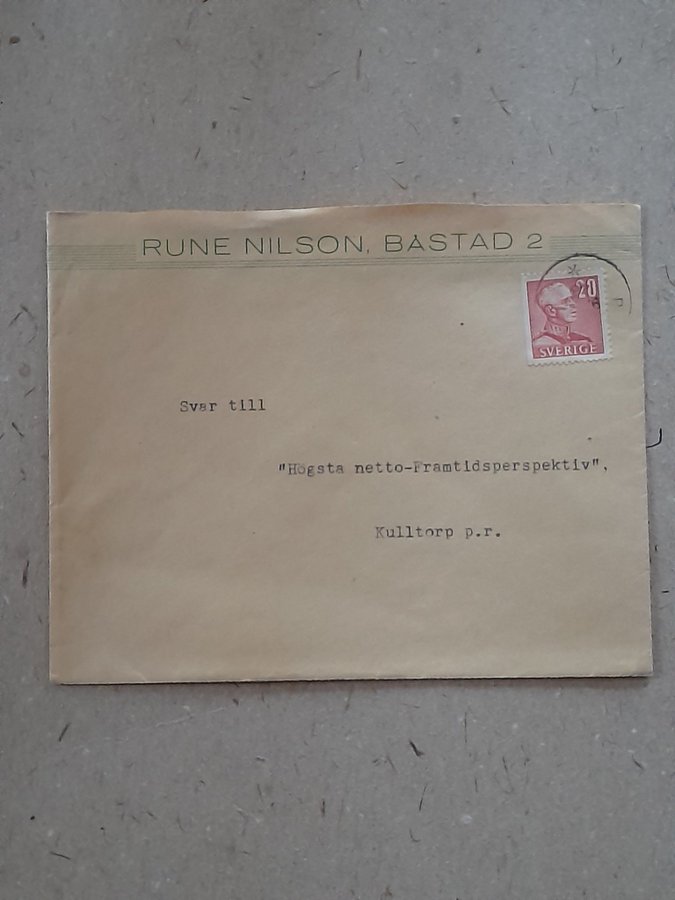 RUNE NILSON, BÅSTAD 2
20
SVERIGE
Svar till
"Högsta netto-Framtidsperspektiv",
Kulltorp p.r.